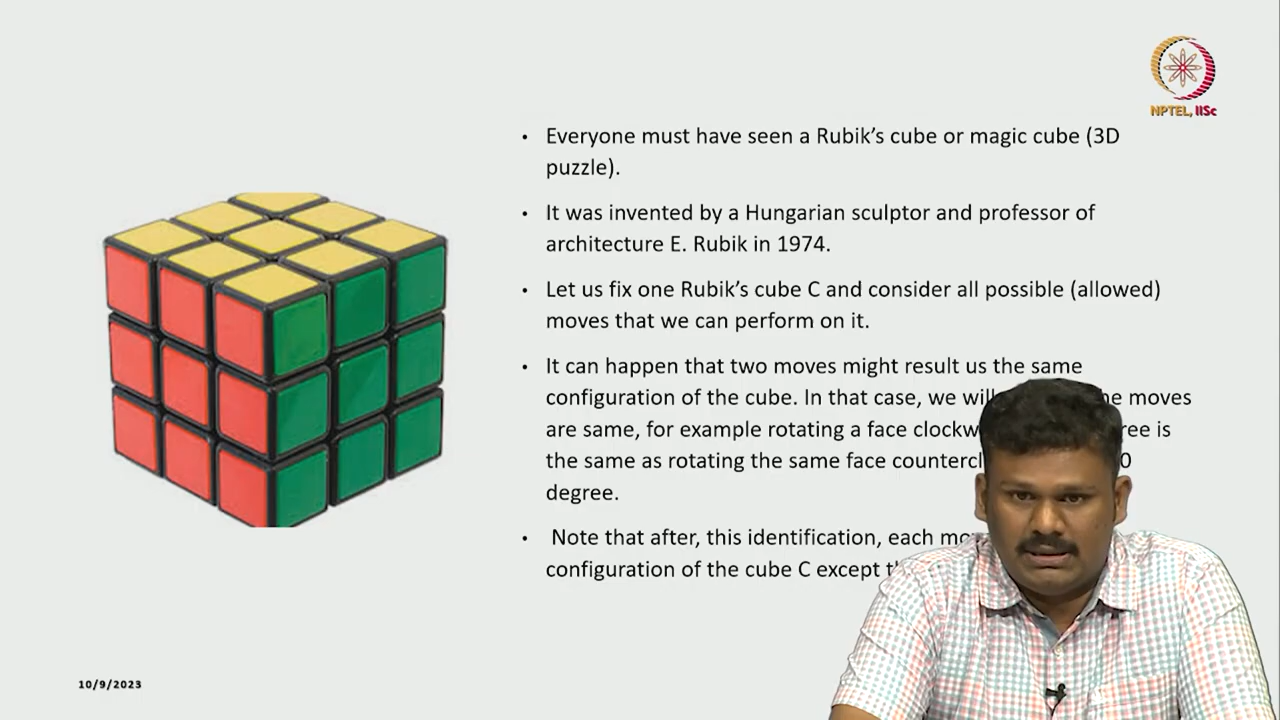 NPTEL, IISc
• Everyone must have seen a Rubik's cube or magic cube (3D
puzzle).
• It was invented by a Hungarian sculptor and professor of
architecture E. Rubik in 1974.
• Let us fix one Rubik's cube C and consider all possible (allowed)
moves that we can perform on it.
• It can happen that two moves might result us the same
configuration of the cube. In that case, we will moves
are same, for example rotating a face is
the same as rotating the same face
degree.
• Note that after, this identification, each
configuration of the cube C except
10/9/2023